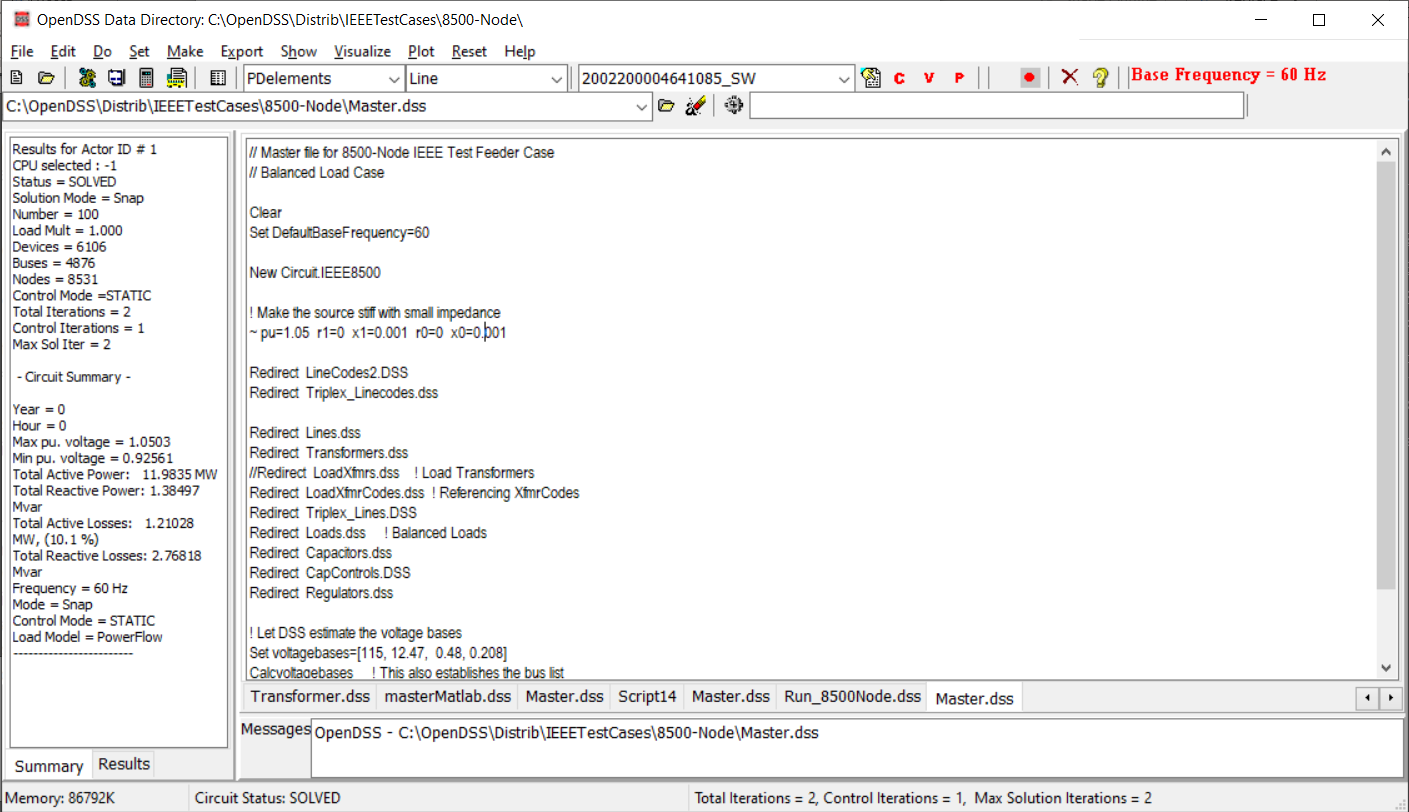 OpenDSS Data Directory: C:\OpenDSS\Distrib\IEEETestCases\8500-Node\
File Edit Do Set Make Export Show Visualize Plot Reset Help
PDelements Line 2002200004641085_SW C V P Base Frequency = 60 Hz
C:\OpenDSS\Distrib\IEEETestCases\8500-Node\Master.dss
Results for Actor ID # 1
CPU selected : -1
Status = SOLVED
Solution Mode = Snap
Number = 100
Load Mult = 1.000
Devices = 6106
Buses = 4876
Nodes = 8531
Control Mode =STATIC
Total Iterations = 2
Control Iterations = 1
Max Sol Iter = 2
- Circuit Summary -
Year = 0
Hour = 0
Max pu. voltage = 1.0503
Min pu. voltage = 0.92561
Total Active Power: 11.9835 MW
Total Reactive Power: 1.38497
Mvar
Total Active Losses: 1.21028
MW, (10.1 %)
Total Reactive Losses: 2.76818
Mvar
Frequency = 60 Hz
Mode = Snap
Control Mode = STATIC
Load Model = PowerFlow
------------------------
Summary Results
// Master file for 8500-Node IEEE Test Feeder Case
// Balanced Load Case
Clear
Set DefaultBaseFrequency=60
New Circuit.IEEE8500
! Make the source stiff with small impedance
~ pu=1.05 r1=0 x1=0.001 r0=0 x0=0.001
Redirect LineCodes2.DSS
Redirect Triplex_Linecodes.dss
Redirect Lines.dss
Redirect Transformers.dss
//Redirect LoadXfmrs.dss ! Load Transformers
Redirect LoadXfmrCodes.dss ! Referencing XfmrCodes
Redirect Triplex_Lines.DSS
Redirect Loads.dss ! Balanced Loads
Redirect Capacitors.dss
Redirect CapControls.DSS
Redirect Regulators.dss
! Let DSS estimate the voltage bases
Set voltagebases=[115, 12.47, 0.48, 0.208]
Calcvoltagebases ! This also establishes the bus list
Transformer.dss masterMatlab.dss Master.dss Script14 Master.dss Run_8500Node.dss Master.dss
Messages OpenDSS - C:\OpenDSS\Distrib\IEEETestCases\8500-Node\Master.dss
Memory: 86792K Circuit Status: SOLVED Total Iterations = 2, Control Iterations = 1, Max Solution Iterations = 2